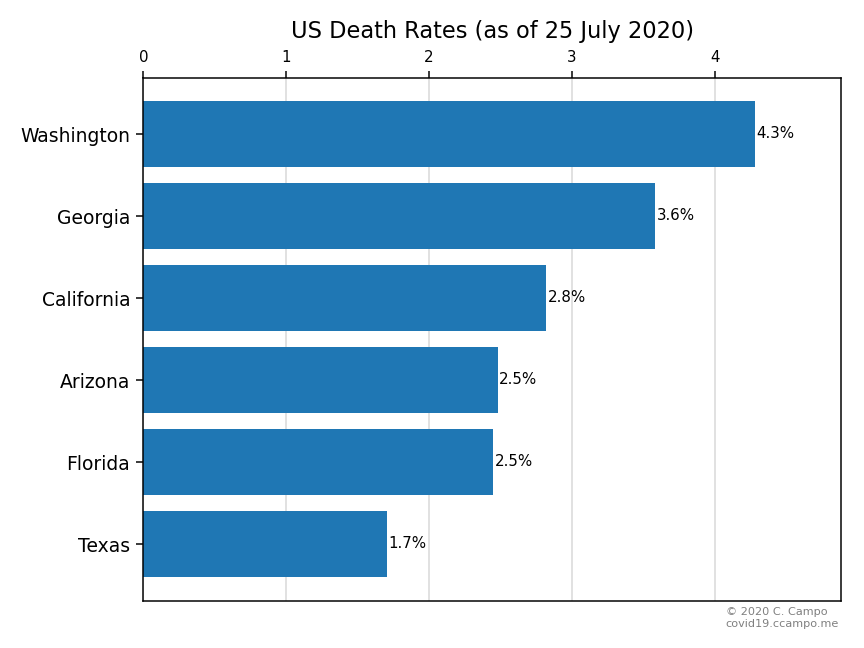 US Death Rates (as of 25 July 2020)
0 1 2 3 4
Washington 4.3%
Georgia 3.6%
California 2.8%
Arizona 2.5%
Florida 2.5%
Texas 1.7%
© 2020 C. Campo
covid19.ccampo.me